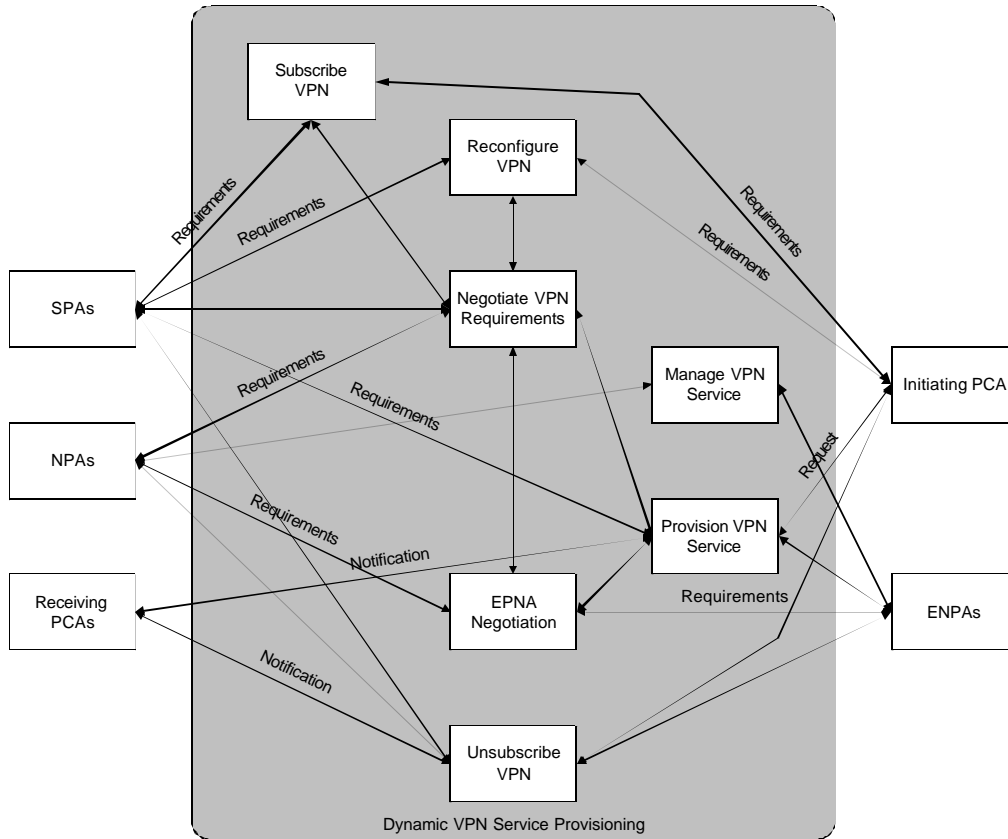 Subscribe
VPN
Reconfigure
VPN
Requirements
Requirements
Requirements
Requirements
SPAs
Negotiate VPN
Requirements
Requirements
Requirements
Manage VPN
Service
Initiating PCA
NPAs
Request
Requirements
Provision VPN
Service
Notification
Receiving
PCAs
EPNA
Negotiation
Requirements
ENPAs
Notification
Unsubscribe
VPN
Dynamic VPN Service Provisioning